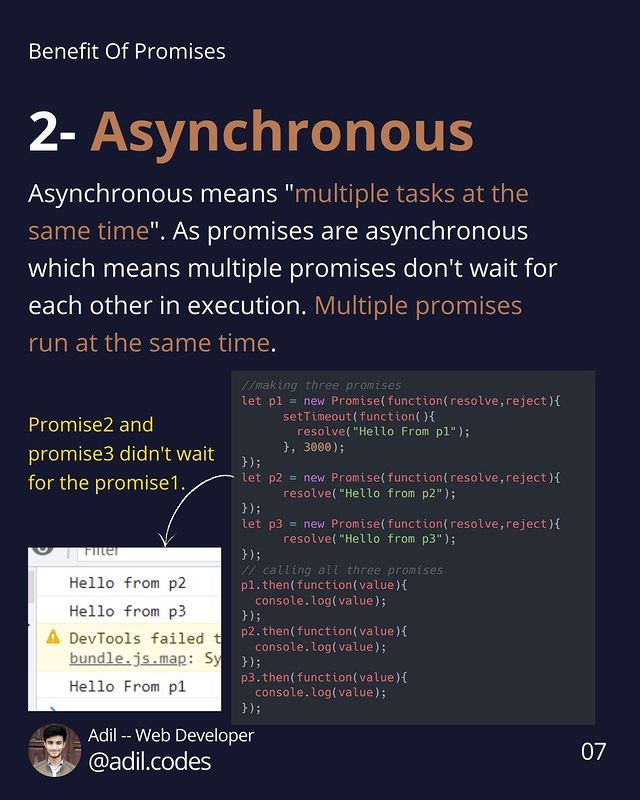 Benefit Of Promises
2- Asynchronous
Asynchronous means "multiple tasks at the
same time". As promises are asynchronous
which means multiple promises don't wait for
each other in execution. Multiple promises
run at the same time.
Promise2 and
promise3 didn't wait
for the promise1.
//making three promises
let p1 = new Promise(function(resolve,reject){
setTimeout(function(){
resolve("Hello From p1");
}, 3000);
});
let p2 = new Promise(function(resolve,reject){
resolve("Hello from p2");
});
let p3 = new Promise(function(resolve,reject){
resolve("Hello from p3");
});
// calling all three promises
p1.then(function(value){
console.log(value);
});
p2.then(function(value){
console.log(value);
});
p3.then(function(value){
console.log(value);
});
Filter
Hello from p2
Hello from p3
DevTools failed t
bundle.js.map: Sy
Hello From p1
Adil -- Web Developer
@adil.codes
07